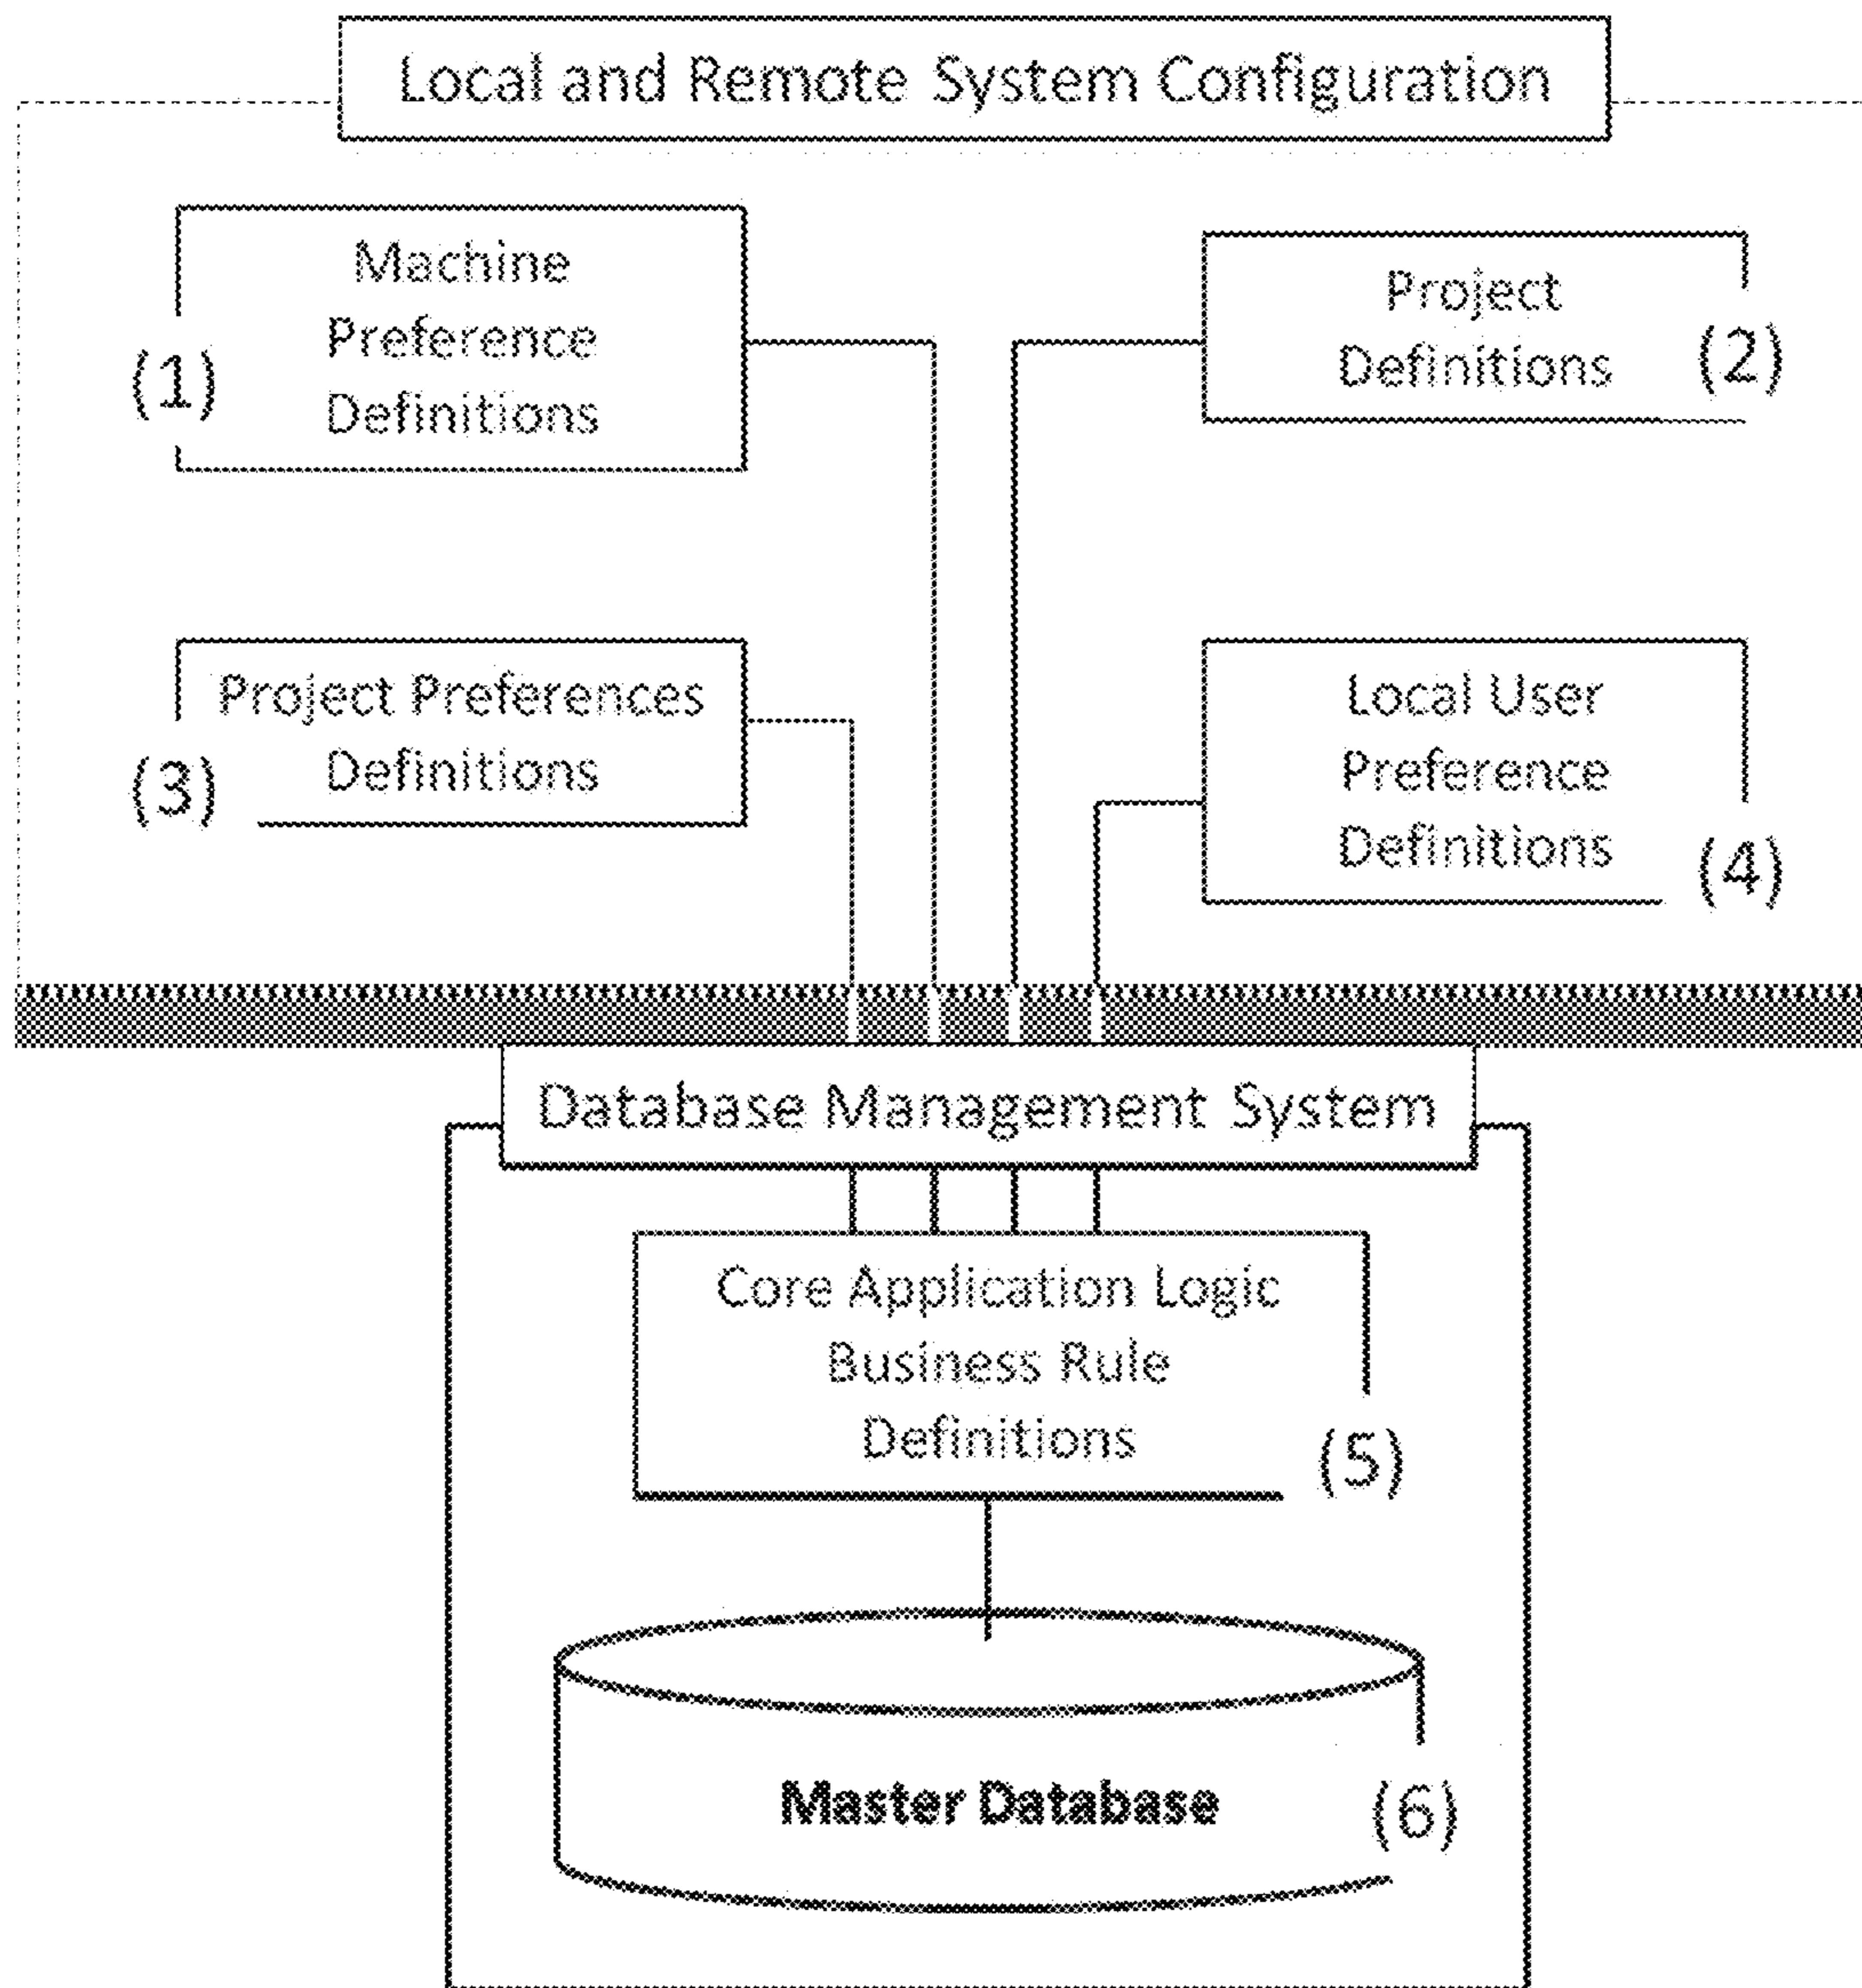 Local and Remote System Configuration
Machine
Preference
Definitions
(1)
Project
Definitions
(2)
Project Preferences
Definitions
(3)
Local User
Preference
Definitions
(4)
Database Management System
Core Application Logic
Business Rule
Definitions
(5)
Master Database
(6)